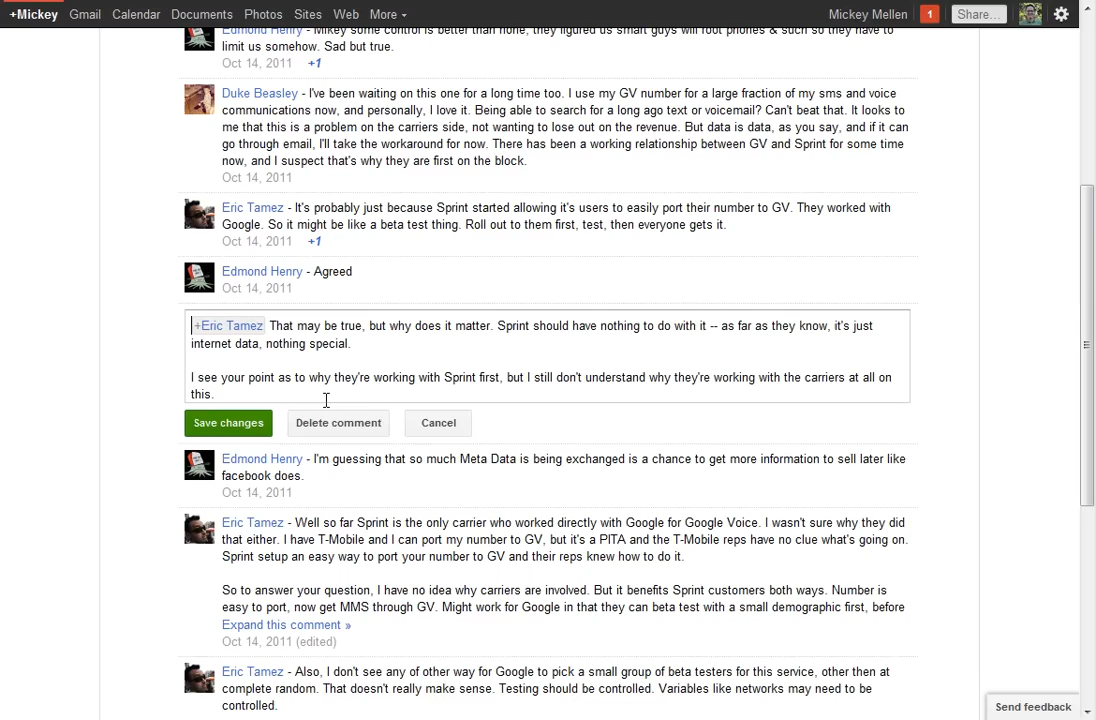 +Mickey Gmail Calendar Documents Photos Sites Web More Mickey Mellen 1 Share…
Edmond Henry - Mikey some control is better than none, they figured us smart guys will root phones & such so they have to
limit us somehow. Sad but true.
Oct 14, 2011 +1
Duke Beasley - I've been waiting on this one for a long time too. I use my GV number for a large fraction of my sms and voice
communications now, and personally, I love it. Being able to search for a long ago text or voicemail? Can't beat that. It looks to
me that this is a problem on the carriers side, not wanting to lose out on the revenue. But data is data, as you say, and if it can
go through email, I'll take the workaround for now. There has been a working relationship between GV and Sprint for some time
now, and I suspect that's why they are first on the block.
Oct 14, 2011
Eric Tamez - It's probably just because Sprint started allowing it's users to easily port their number to GV. They worked with
Google. So it might be like a beta test thing. Roll out to them first, test, then everyone gets it.
Oct 14, 2011 +1
Edmond Henry - Agreed
Oct 14, 2011
+Eric Tamez That may be true, but why does it matter. Sprint should have nothing to do with it -- as far as they know, it's just
internet data, nothing special.
I see your point as to why they're working with Sprint first, but I still don't understand why they're working with the carriers at all on
this.
Save changes Delete comment Cancel
Edmond Henry - I'm guessing that so much Meta Data is being exchanged is a chance to get more information to sell later like
facebook does.
Oct 14, 2011
Eric Tamez - Well so far Sprint is the only carrier who worked directly with Google for Google Voice. I wasn't sure why they did
that either. I have T-Mobile and I can port my number to GV, but it's a PITA and the T-Mobile reps have no clue what's going on.
Sprint setup an easy way to port your number to GV and their reps knew how to do it.
So to answer your question, I have no idea why carriers are involved. But it benefits Sprint customers both ways. Number is
easy to port, now get MMS through GV. Might work for Google in that they can beta test with a small demographic first, before
Expand this comment »
Oct 14, 2011 (edited)
Eric Tamez - Also, I don't see any of other way for Google to pick a small group of beta testers for this service, other then at
complete random. That doesn't really make sense. Testing should be controlled. Variables like networks may need to be
controlled.
Send feedback